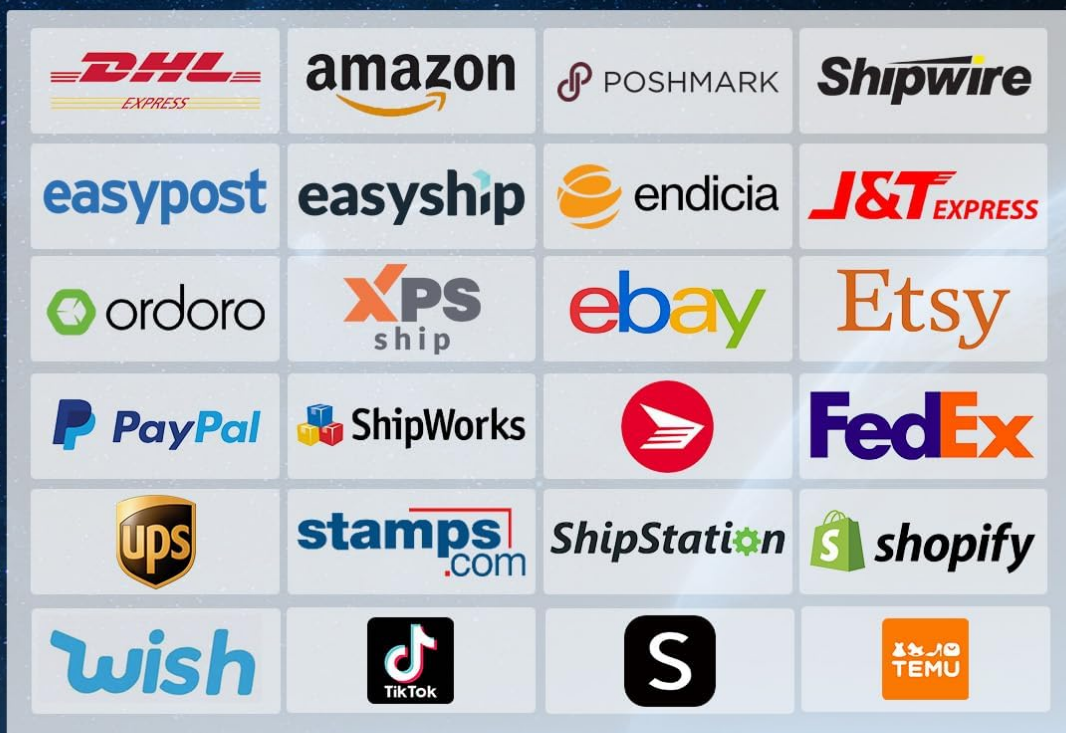 DHL
EXPRESS
amazon
POSHMARK
Shipwire
easypost
easyship
endicia
J&T EXPRESS
ordoro
XPS
ship
ebay
Etsy
PayPal
ShipWorks
FedEx
ups
stamps
.com
ShipStation
S shopify
wish
TikTok
S
TEMU